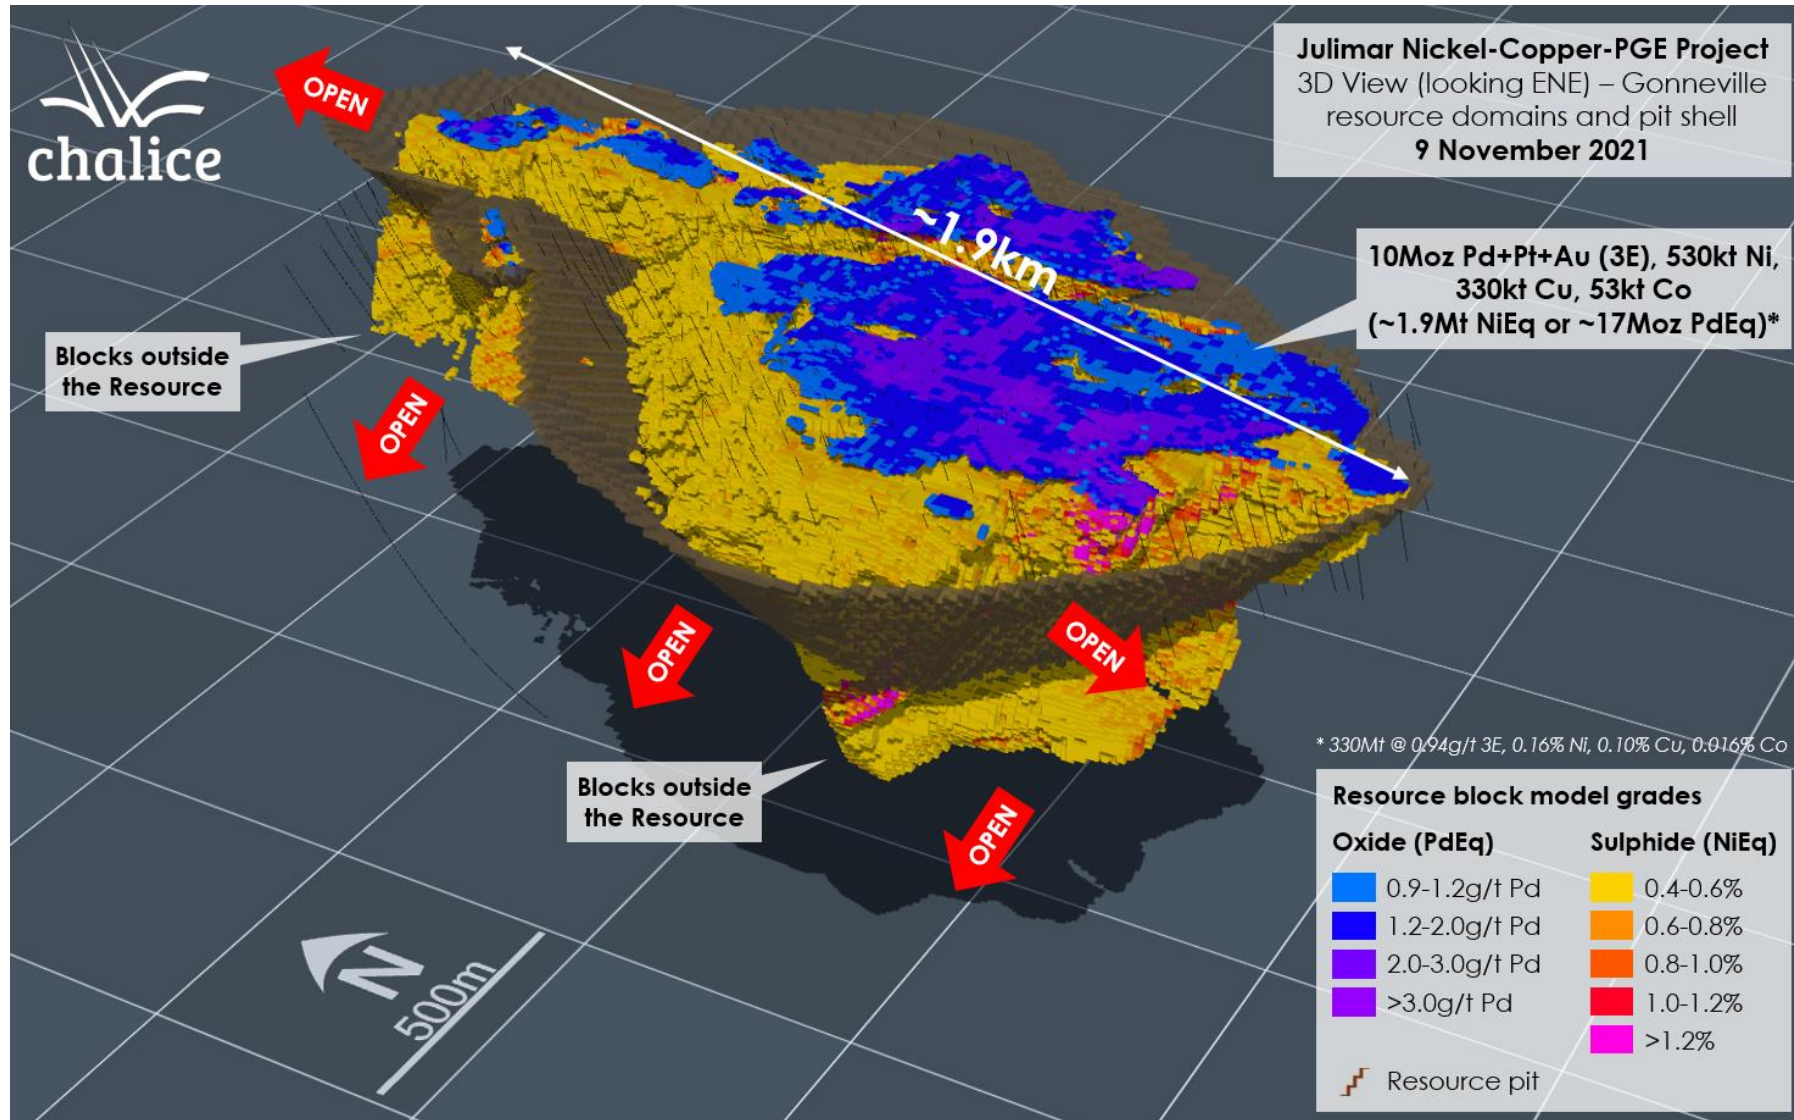 chalice
OPEN
Julimar Nickel-Copper-PGE Project
3D View (looking ENE) – Gonneville
resource domains and pit shell
9 November 2021
~1.9km
10Moz Pd+Pt+Au (3E), 530kt Ni,
330kt Cu, 53kt Co
(~1.9Mt NiEq or ~17Moz PdEq)*
Blocks outside
the Resource
OPEN
OPEN
OPEN
Blocks outside
the Resource
OPEN
N
500m
* 330Mt @ 0.94g/t 3E, 0.16% Ni, 0.10% Cu, 0.016% Co
Resource block model grades
Oxide (PdEq)
0.9-1.2g/t Pd
1.2-2.0g/t Pd
2.0-3.0g/t Pd
>3.0g/t Pd
Sulphide (NiEq)
0.4-0.6%
0.6-0.8%
0.8-1.0%
1.0-1.2%
>1.2%
Resource pit